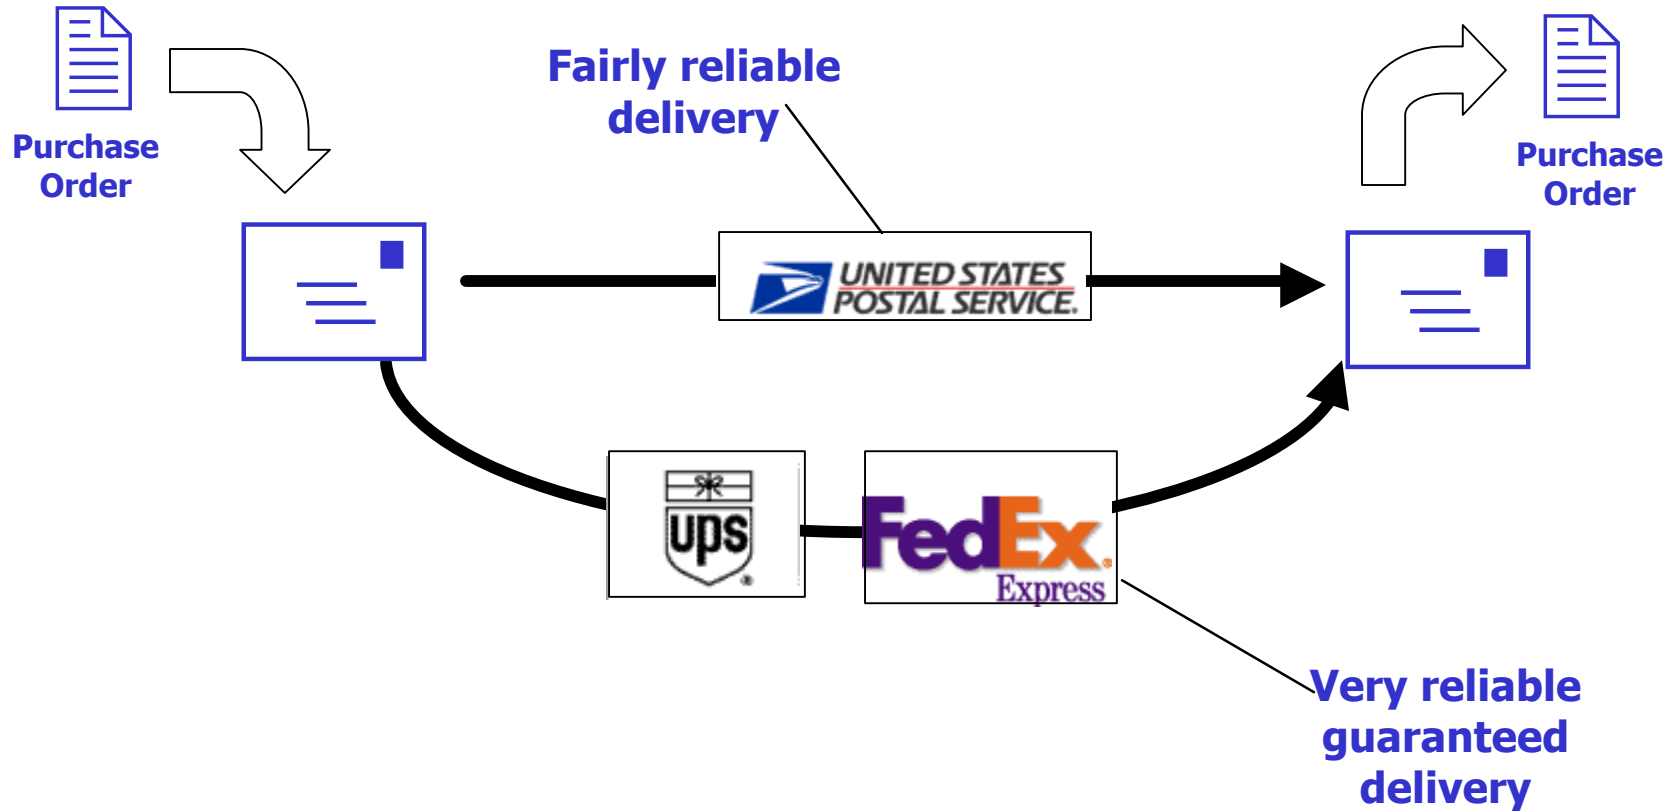 Purchase
Order
Fairly reliable
delivery
Purchase
Order
UNITED STATES
POSTAL SERVICE.
ups
®
FedEx®
Express
Very reliable
guaranteed
delivery